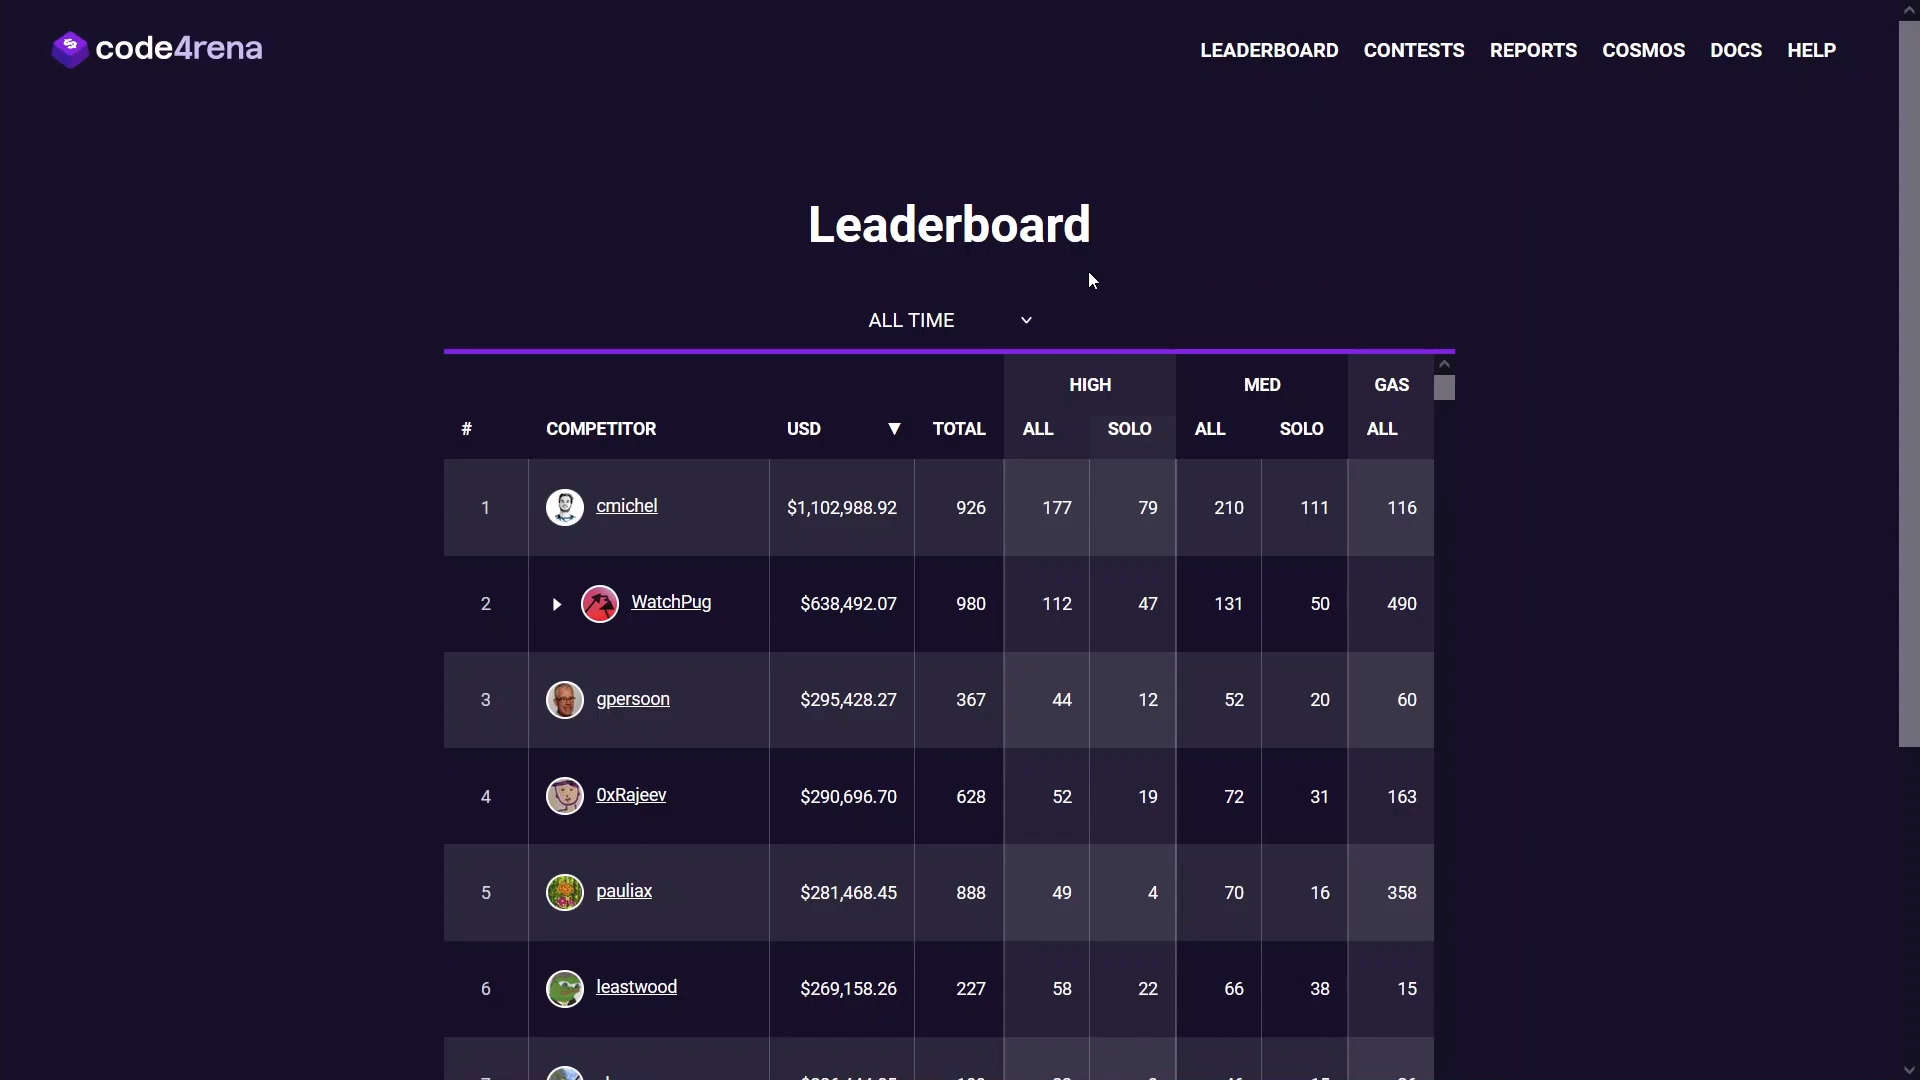 code4rena
LEADERBOARD CONTESTS REPORTS COSMOS DOCS HELP
Leaderboard
ALL TIME
HIGH MED GAS
# COMPETITOR USD ▼ TOTAL ALL SOLO ALL SOLO ALL
1 cmichel $1,102,988.92 926 177 79 210 111 116
2 WatchPug $638,492.07 980 112 47 131 50 490
3 gpersoon $295,428.27 367 44 12 52 20 60
4 0xRajeev $290,696.70 628 52 19 72 31 163
5 pauliax $281,468.45 888 49 4 70 16 358
6 leastwood $269,158.26 227 58 22 66 38 15